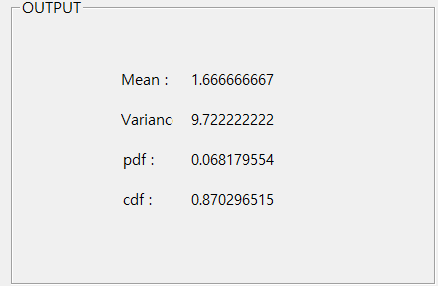 OUTPUT
Mean : 1.666666667
Varianc 9.722222222
pdf : 0.068179554
cdf : 0.870296515